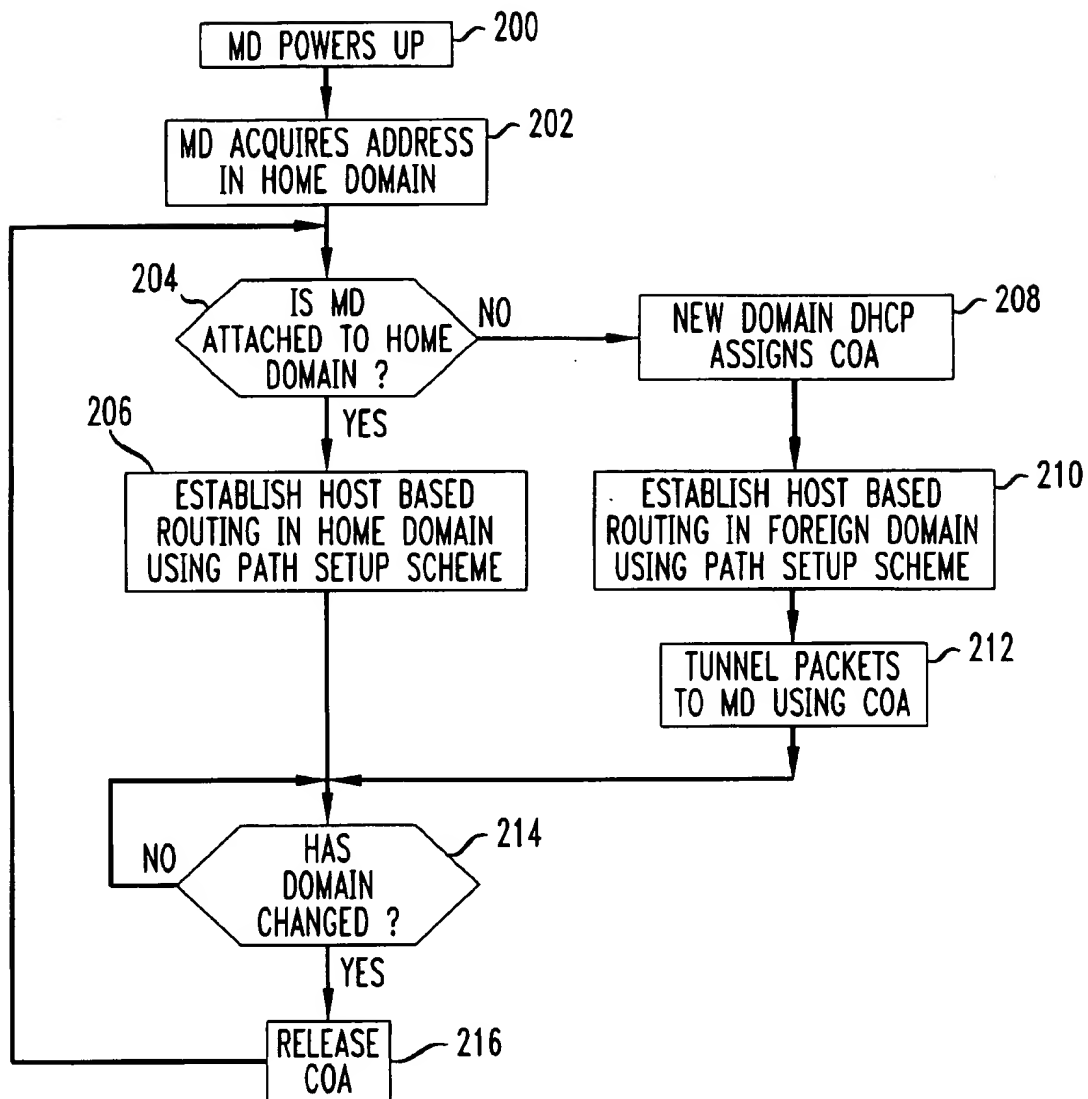 MD POWERS UP
200
MD ACQUIRES ADDRESS
IN HOME DOMAIN
202
204
IS MD
ATTACHED TO HOME
DOMAIN ?
NO
YES
NEW DOMAIN DHCP
ASSIGNS COA
208
206
ESTABLISH HOST BASED
ROUTING IN HOME DOMAIN
USING PATH SETUP SCHEME
ESTABLISH HOST BASED
ROUTING IN FOREIGN DOMAIN
USING PATH SETUP SCHEME
210
TUNNEL PACKETS
TO MD USING COA
212
HAS
DOMAIN
CHANGED ?
214
NO
YES
RELEASE
COA
216